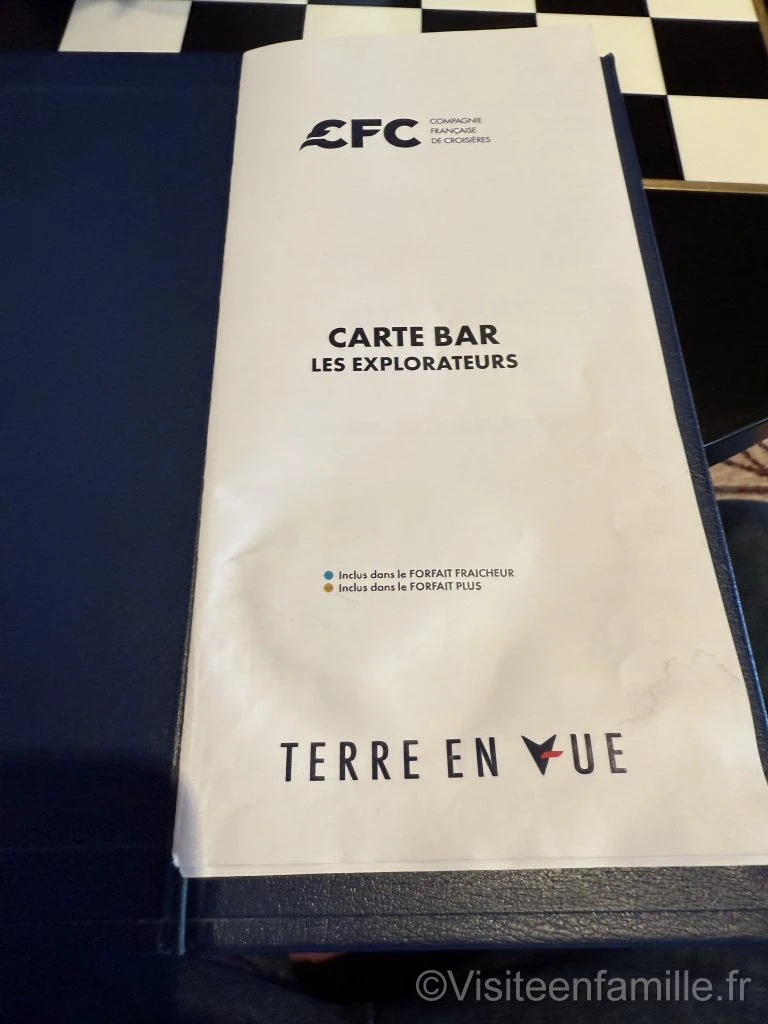 CFC
COMPAGNIE
FRANÇAISE
DE CROISIÈRES
CARTE BAR
LES EXPLORATEURS
Inclus dans le FORFAIT FRAICHEUR
Inclus dans le FORFAIT PLUS
TERRE EN VUE
©Visiteenfamille.fr